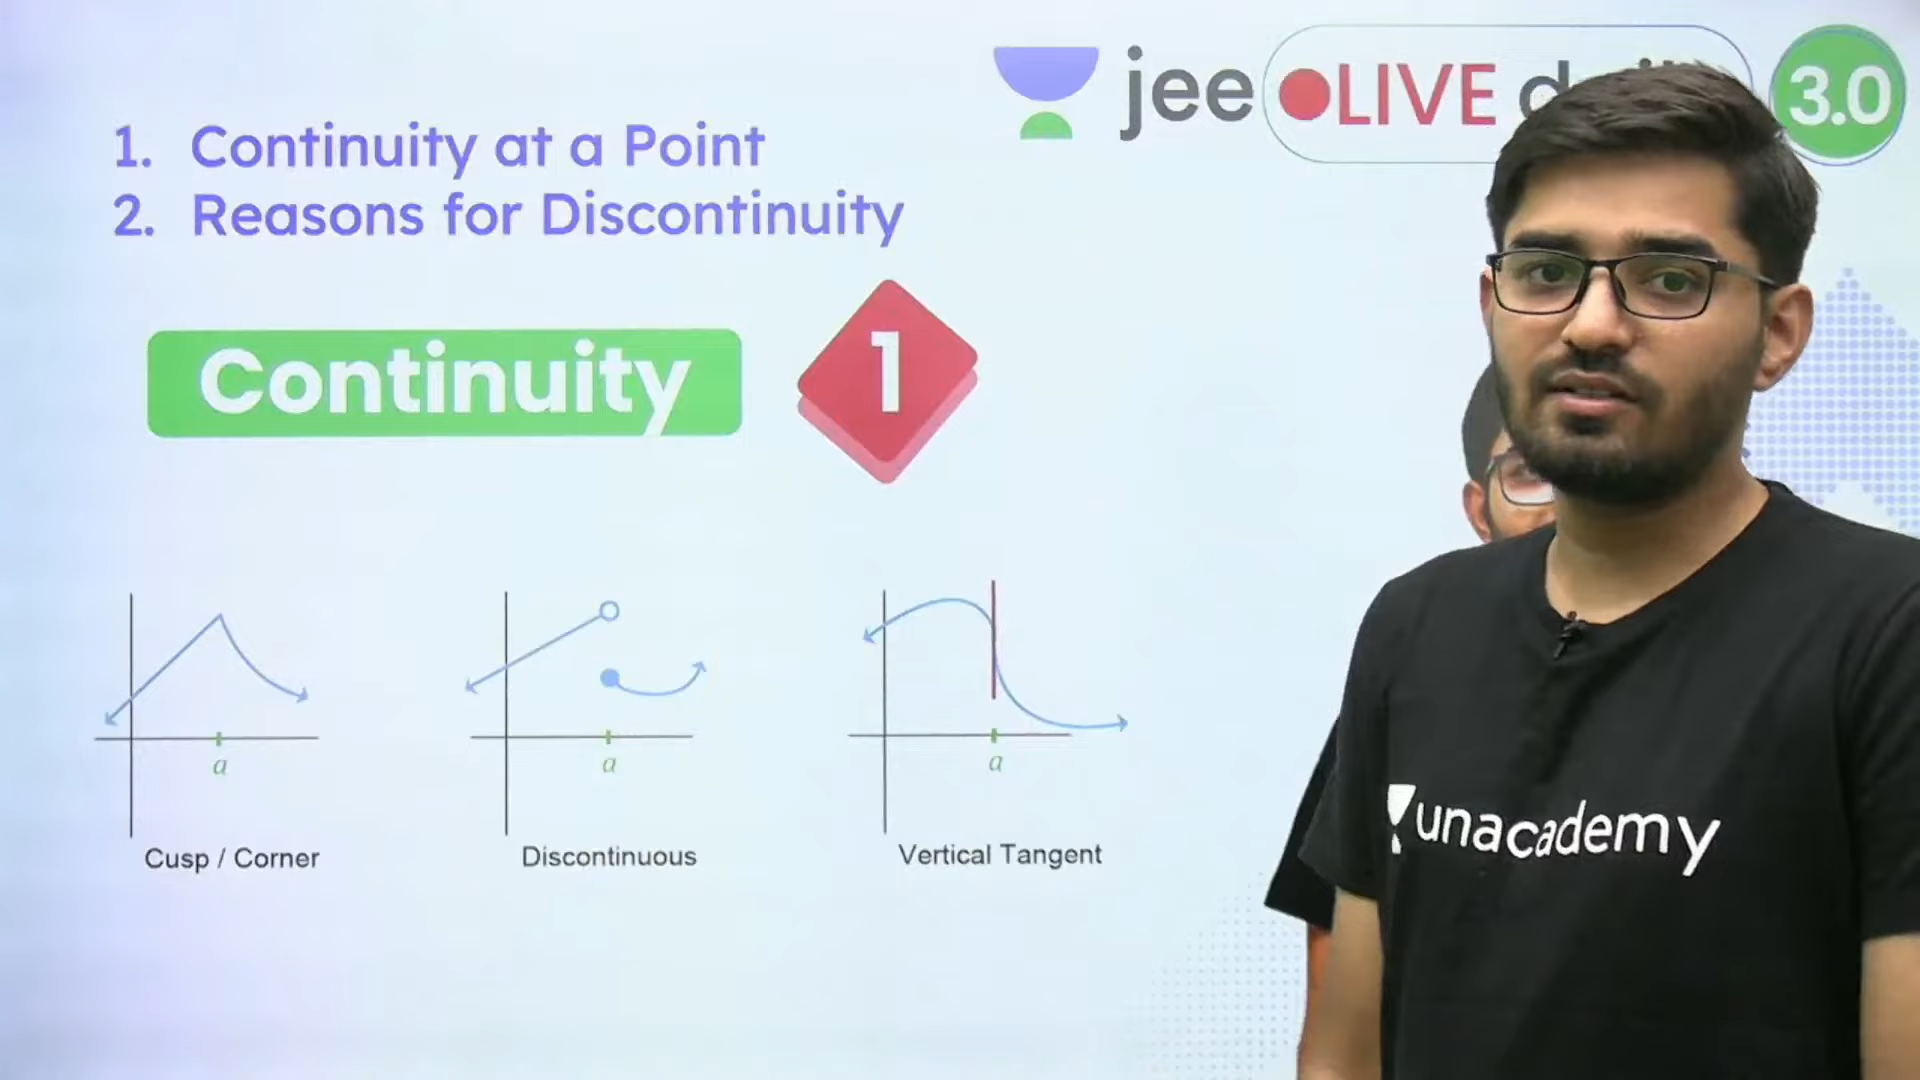 jee LIVE
3.0
1. Continuity at a Point
2. Reasons for Discontinuity
Continuity
1
a
a
a
Cusp / Corner
Discontinuous
Vertical Tangent
unacademy